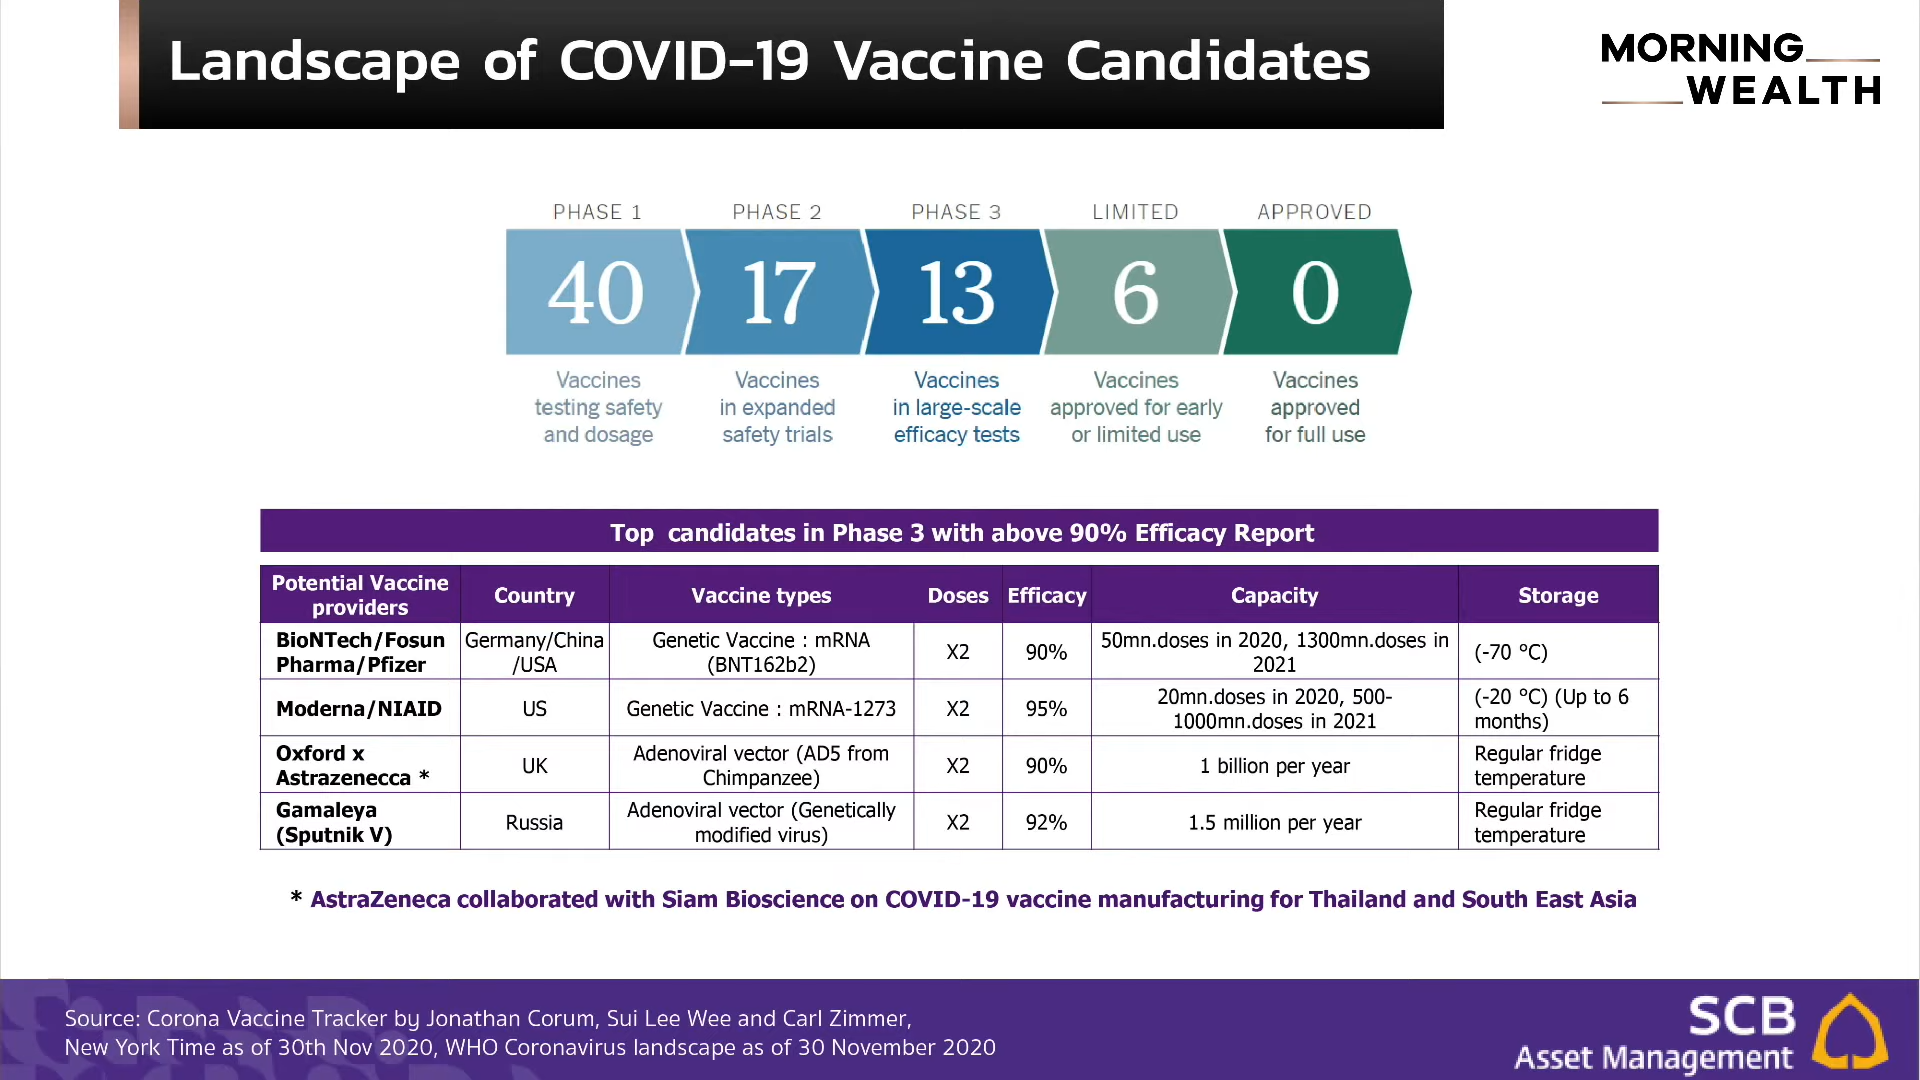 Landscape of COVID-19 Vaccine Candidates
MORNING
WEALTH
PHASE 1
PHASE 2
PHASE 3
LIMITED
APPROVED
40
17
13
6
0
Vaccines
testing safety
and dosage
Vaccines
in expanded
safety trials
Vaccines
in large-scale
efficacy tests
Vaccines
approved for early
or limited use
Vaccines
approved
for full use
Top candidates in Phase 3 with above 90% Efficacy Report
Potential Vaccine
providers
Country
Vaccine types
Doses
Efficacy
Capacity
Storage
BioNTech/Fosun
Pharma/Pfizer
Germany/China
/USA
Genetic Vaccine : mRNA
(BNT162b2)
X2
90%
50mn.doses in 2020, 1300mn.doses in
2021
(-70 °C)
Moderna/NIAID
US
Genetic Vaccine : mRNA-1273
X2
95%
20mn.doses in 2020, 500-
1000mn.doses in 2021
(-20 °C) (Up to 6
months)
Oxford x
Astrazenecca *
UK
Adenoviral vector (AD5 from
Chimpanzee)
X2
90%
1 billion per year
Regular fridge
temperature
Gamaleya
(Sputnik V)
Russia
Adenoviral vector (Genetically
modified virus)
X2
92%
1.5 million per year
Regular fridge
temperature
* AstraZeneca collaborated with Siam Bioscience on COVID-19 vaccine manufacturing for Thailand and South East Asia
Source: Corona Vaccine Tracker by Jonathan Corum, Sui Lee Wee and Carl Zimmer,
New York Time as of 30th Nov 2020, WHO Coronavirus landscape as of 30 November 2020
SCB
Asset Management